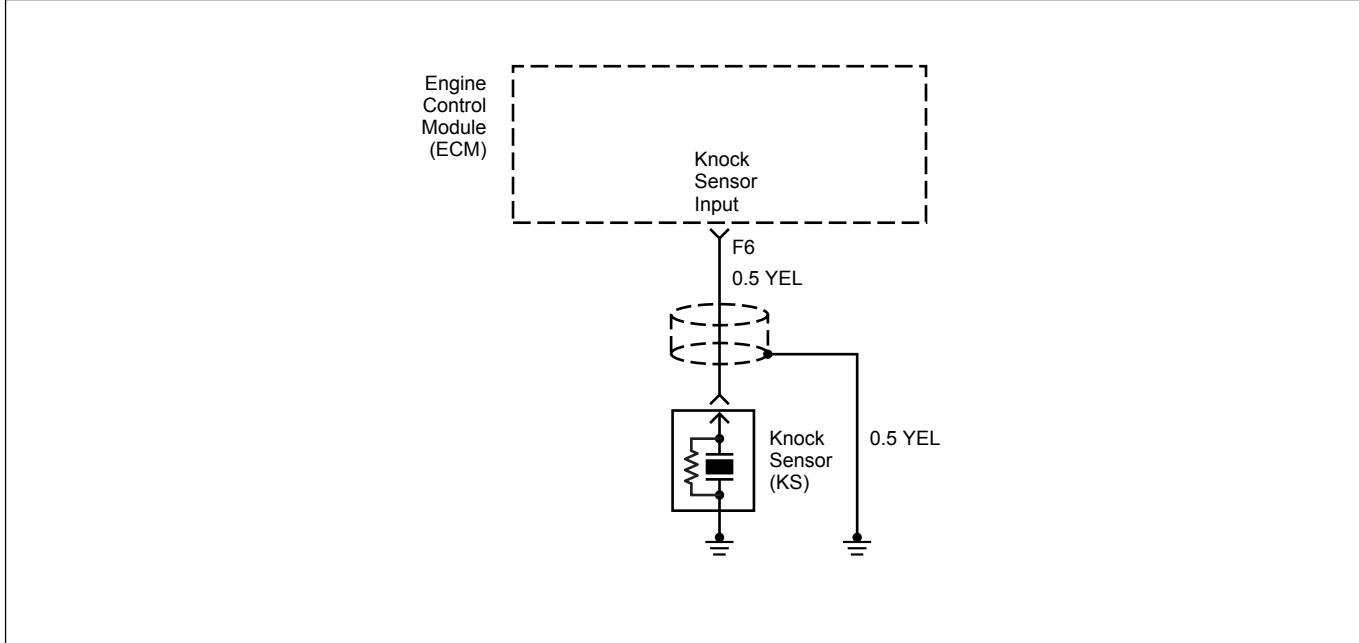 Engine
Control
Module
(ECM)
Knock
Sensor
Input
F6
0.5 YEL
Knock
Sensor
(KS)
0.5 YEL